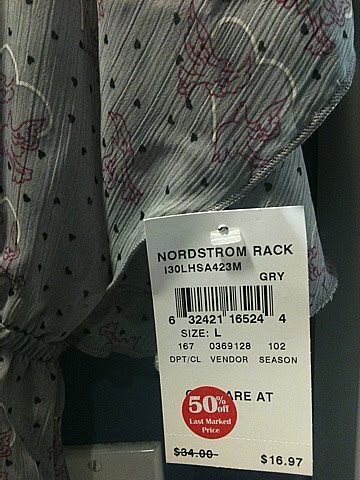 NORDSTROM RACK
I30LHSA423M
GRY
6 32421 16524 4
SIZE: L
167 0369128 102
DPT/CL VENDOR SEASON
ARE AT
50% off
Last Marked
Price
$34.00
$16.97